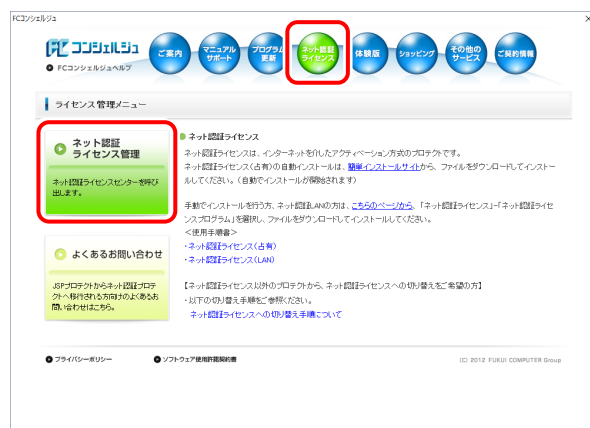 FCコンシェルジュ
FC コンシェルジュ
FCコンシェルジュヘルプ
ご案内
マニュアル
サポート
プログラム
更新
ネット認証
ライセンス
体験版
ショッピング
その他の
サービス
ご契約情報
ライセンス管理メニュー
ネット認証
ライセンス管理
ネット認証ライセンスセンターを呼び
出します。
よくあるお問い合わせ
JSPプロテクトからネット認証プロテ
クトへ移行される方向けのよくあるお
問い合わせはこちら。
ネット認証ライセンス
ネット認証ライセンスは、インターネットを介したアクティベーション方式のプロテクトです。
ネット認証ライセンス(占有)の自動インストールは、簡単インストールサイトから、ファイルをダウンロードしてインストー
ルしてください。(自動でインストールが開始されます)
手動でインストールを行う方、ネット認証LANの方は、こちらのページから、「ネット認証ライセンス」-「ネット認証ライセ
ンスプログラム」を選択し、ファイルをダウンロードしてインストールしてください。
<使用手順書>
・ネット認証ライセンス(占有)
・ネット認証ライセンス(LAN)
【ネット認証ライセンス以外のプロテクトから、ネット認証ライセンスへの切り替えをご希望の方】
・以下の切り替え手順をご参照ください。
ネット認証ライセンスへの切り替え手順について
プライバシーポリシー
ソフトウェア使用許諾契約書
(C) 2012 FUKUI COMPUTER Group